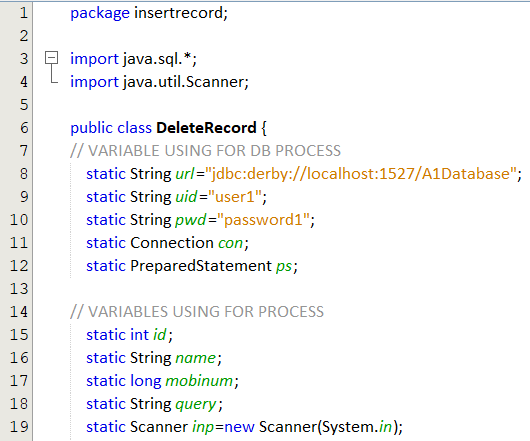 1 package insertrecord;
2
3 import java.sql.*;
4 import java.util.Scanner;
5
6 public class DeleteRecord {
7 // VARIABLE USING FOR DB PROCESS
8 static String url="jdbc:derby://localhost:1527/A1Database";
9 static String uid="user1";
10 static String pwd="password1";
11 static Connection con;
12 static PreparedStatement ps;
13
14 // VARIABLES USING FOR PROCESS
15 static int id;
16 static String name;
17 static long mobinum;
18 static String query;
19 static Scanner inp=new Scanner(System.in);